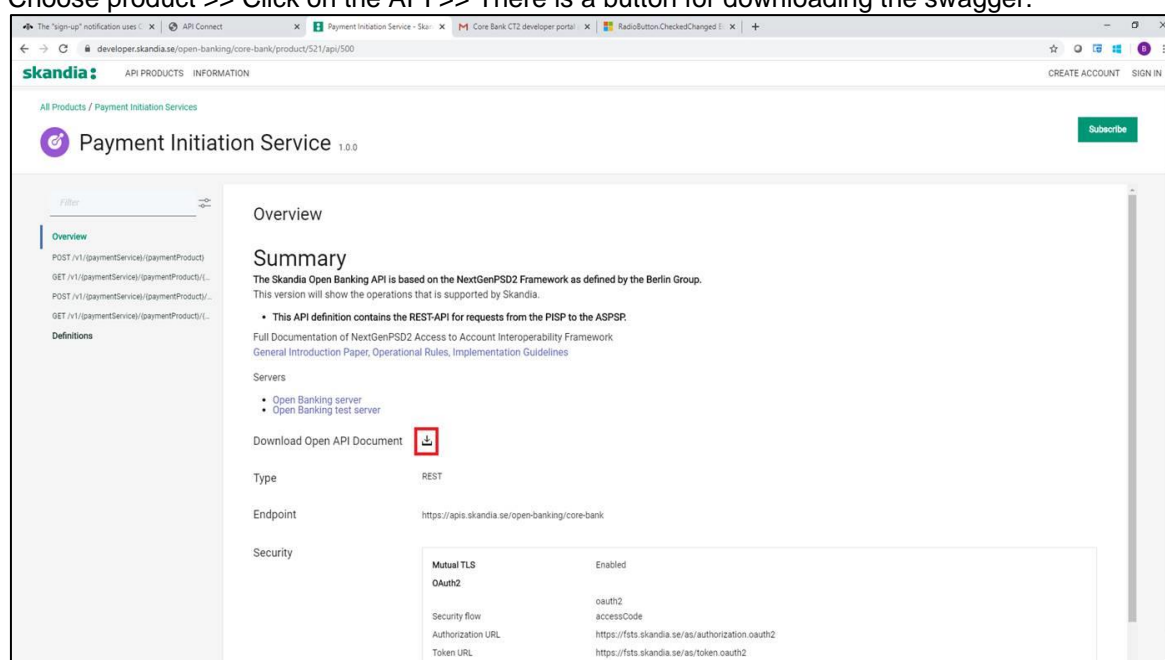 Choose product >> Click on the API >> There is a button for downloading the swagger.
The "sign-up" notification uses C
API Connect
Payment Initiation Service - Skan
Core Bank CT2 developer portal
RadioButton.CheckedChanged E
developer.skandia.se/open-banking/core-bank/product/521/api/500
skandia: API PRODUCTS INFORMATION CREATE ACCOUNT SIGN IN
All Products / Payment Initiation Services
Payment Initiation Service 1.0.0
Subscribe
Filter
Overview
POST /v1/{paymentService}/{paymentProduct}
GET /v1/{paymentService}/{paymentProduct}/{...
POST /v1/{paymentService}/{paymentProduct}/...
GET /v1/{paymentService}/{paymentProduct}/{...
Definitions
Overview
Summary
The Skandia Open Banking API is based on the NextGenPSD2 Framework as defined by the Berlin Group.
This version will show the operations that is supported by Skandia.
• This API definition contains the REST-API for requests from the PISP to the ASPSP.
Full Documentation of NextGenPSD2 Access to Account Interoperability Framework
General Introduction Paper, Operational Rules, Implementation Guidelines
Servers
• Open Banking server
• Open Banking test server
Download Open API Document
Type REST
Endpoint https://apis.skandia.se/open-banking/core-bank
Security
Mutual TLS Enabled
OAuth2
oauth2
Security flow accessCode
Authorization URL https://fsts.skandia.se/as/authorization.oauth2
Token URL https://fsts.skandia.se/as/token.oauth2